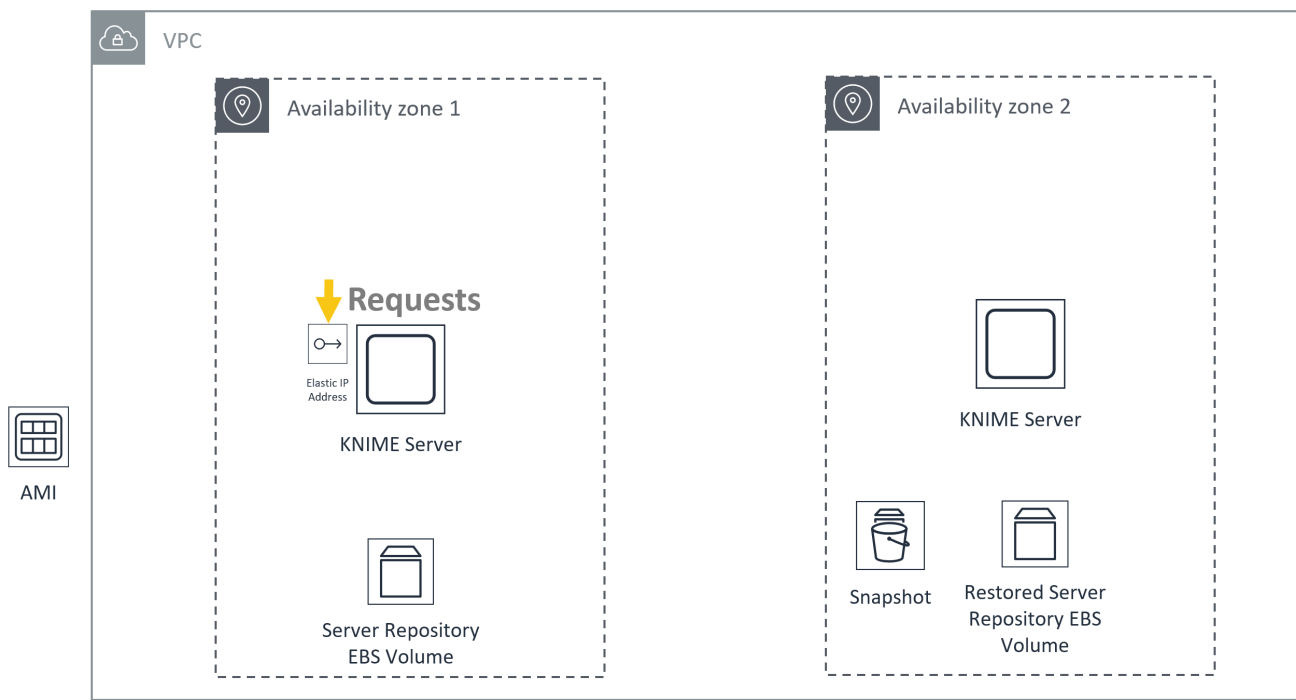 VPC
Availability zone 1
Availability zone 2
Requests
Elastic IP
Address
KNIME Server
KNIME Server
AMI
Server Repository
EBS Volume
Snapshot
Restored Server
Repository EBS
Volume